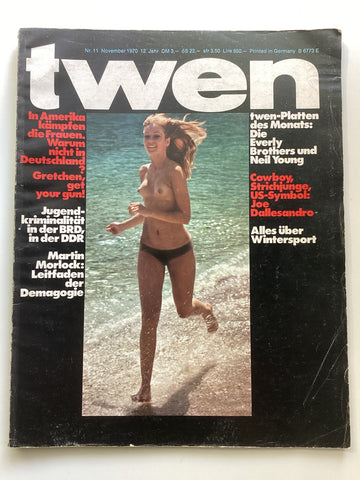 Nr. 11 November 1970 12. Jahr DM 3,– öS 22,– sfr 3.50 Lire 650,– Printed in Germany B 6773 E
twen
In Amerika
kämpfen
die Frauen.
Warum
nicht in
Deutschland
?
Gretchen,
get
your gun!
Jugend-
kriminalität
in der BRD,
in der DDR
Martin
Morlock:
Leitfaden
der
Demagogie
twen-Platten
des Monats:
Die
Everly
Brothers und
Neil Young
Cowboy,
Strichjunge,
US-Symbol:
Joe
Dallesandro
Alles über
Wintersport